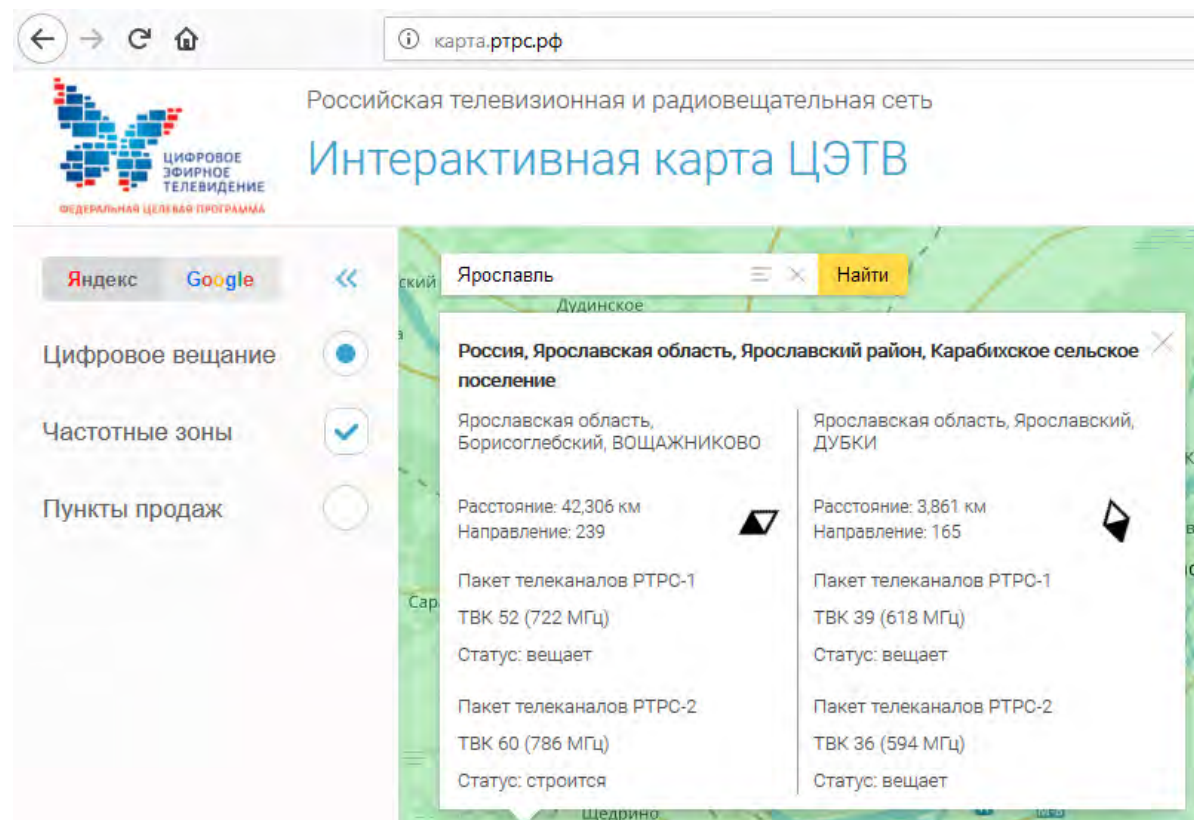 карта.ртрс.рф
Российская телевизионная и радиовещательная сеть
Интерактивная карта ЦЭТВ
ЦИФРОВОЕ
ЭФИРНОЕ
ТЕЛЕВИДЕНИЕ
ФЕДЕРАЛЬНАЯ ЦЕЛЕВАЯ ПРОГРАММА
Яндекс Google
Цифровое вещание
Частотные зоны
Пункты продаж
ский
Ярославль
Найти
Дудинское
Россия, Ярославская область, Ярославский район, Карабихское сельское
поселение
Ярославская область,
Борисоглебский, ВОЩАЖНИКОВО
Расстояние: 42,306 км
Направление: 239
Пакет телеканалов РТРС-1
ТВК 52 (722 МГц)
Статус: вещает
Пакет телеканалов РТРС-2
ТВК 60 (786 МГц)
Статус: строится
Ярославская область, Ярославский,
ДУБКИ
Расстояние: 3,861 км
Направление: 165
Пакет телеканалов РТРС-1
ТВК 39 (618 МГц)
Статус: вещает
Пакет телеканалов РТРС-2
ТВК 36 (594 МГц)
Статус: вещает
Сар
Щедрино